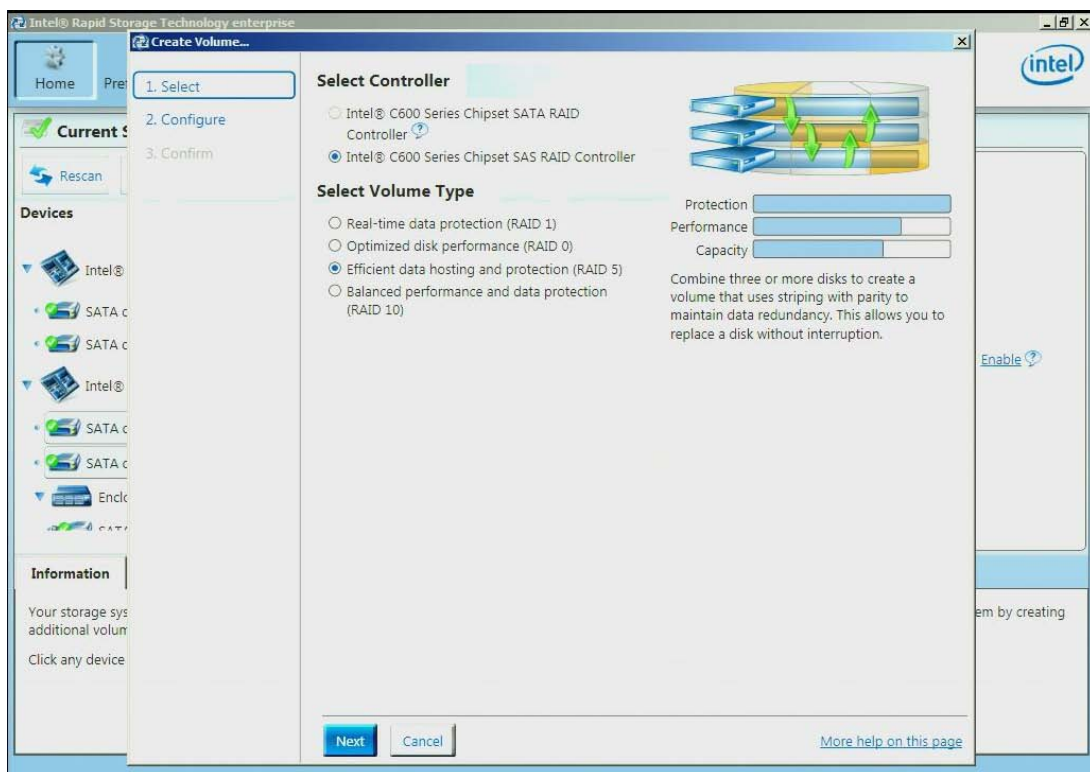 Intel® Rapid Storage Technology enterprise
Create Volume...
Home
intel
Current
Rescan
Devices
Intel®
SATA
SATA
Intel®
SATA
SATA
Information
Your storage
additional
Click any device
1. Select
2. Configure
3. Confirm
Select Controller
Intel® C600 Series Chipset SATA RAID
Controller
Intel® C600 Series Chipset SAS RAID Controller
Select Volume Type
Real-time data protection (RAID 1)
Optimized disk performance (RAID 0)
Efficient data hosting and protection (RAID 5)
Balanced performance and data protection
(RAID 10)
Protection
Performance
Capacity
Combine three or more disks to create a
volume that uses striping with parity to
maintain data redundancy. This allows you to
replace a disk without interruption.
Enable
by creating
Next
Cancel
More help on this page